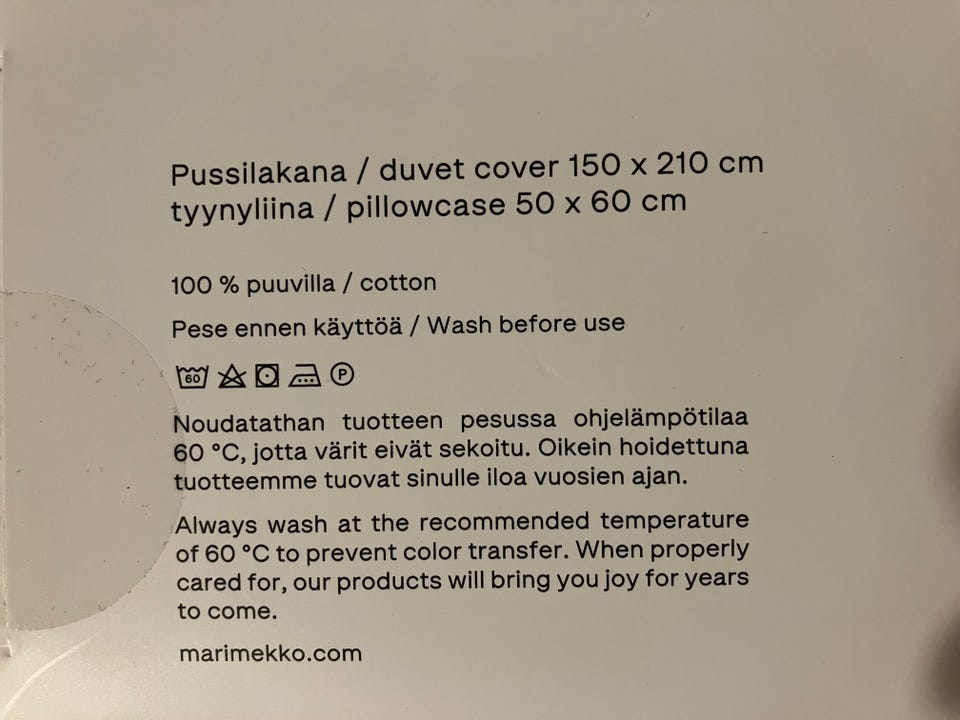 Pussilakana / duvet cover 150 x 210 cm
tyynyliina / pillowcase 50 x 60 cm
100 % puuvilla / cotton
Pese ennen käyttöä / Wash before use
60 P
Noudatathan tuotteen pesussa ohjelämpötilaa
60 °C, jotta värit eivät sekoitu. Oikein hoidettuna
tuotteemme tuovat sinulle iloa vuosien ajan.
Always wash at the recommended temperature
of 60 °C to prevent color transfer. When properly
cared for, our products will bring you joy for years
to come.
marimekko.com